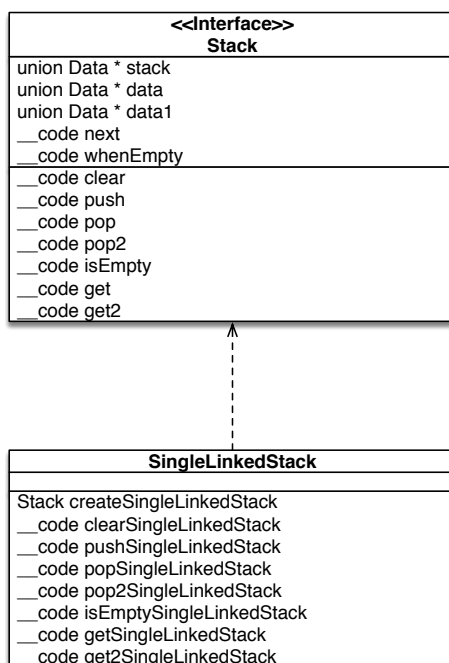 <<Interface>>
Stack
union Data * stack
union Data * data
union Data * data1
__code next
__code whenEmpty
__code clear
__code push
__code pop
__code pop2
__code isEmpty
__code get
__code get2
SingleLinkedStack
Stack createSingleLinkedStack
__code clearSingleLinkedStack
__code pushSingleLinkedStack
__code popSingleLinkedStack
__code pop2SingleLinkedStack
__code isEmptySingleLinkedStack
__code getSingleLinkedStack
code get2SingleLinkedStack